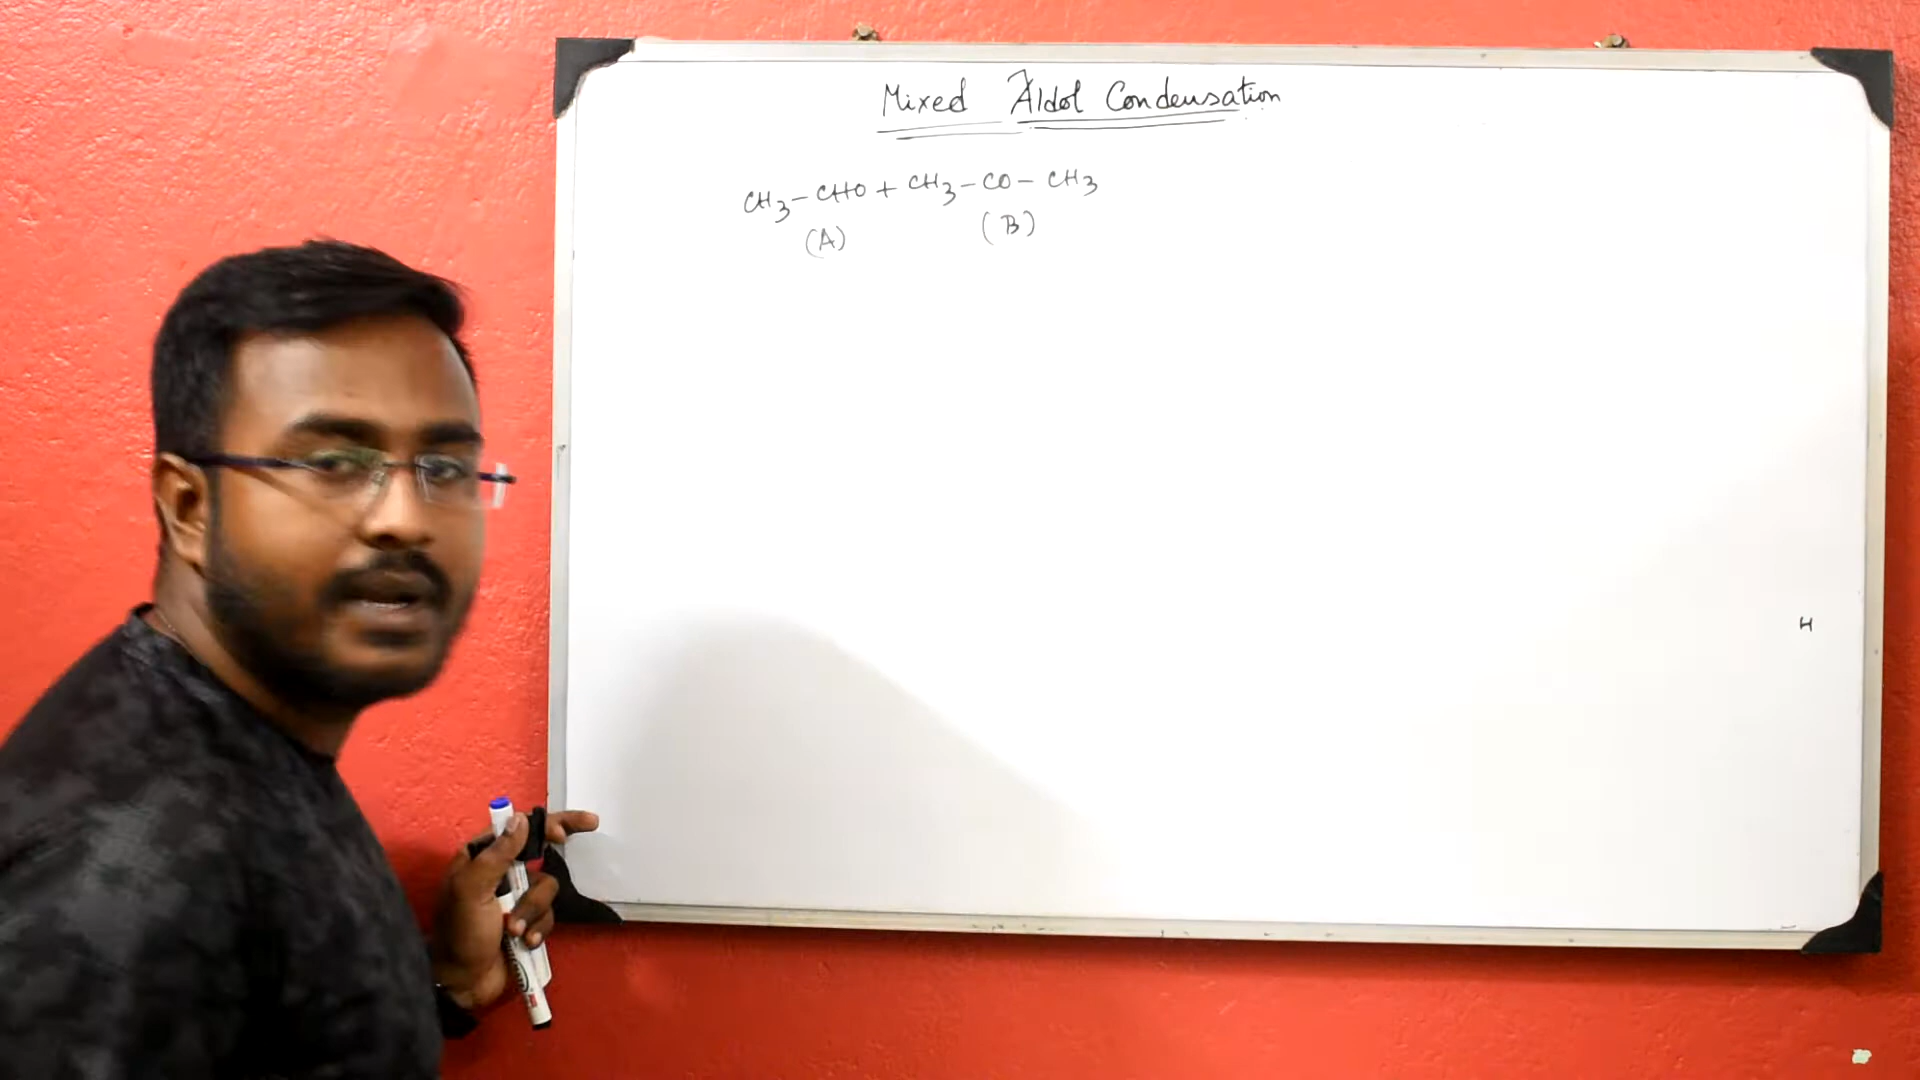 Mixed Aldol Condensation
CH3-CHO + CH3-CO-CH3
(A) (B)
H